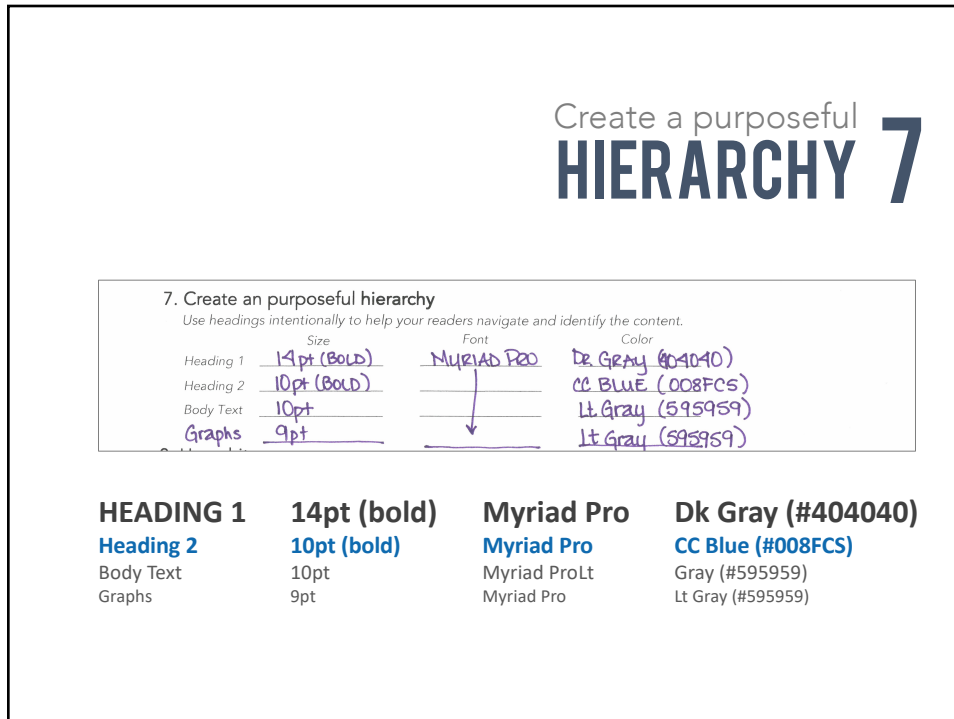 Create a purposeful
HIERARCHY 7
7. Create an purposeful hierarchy
Use headings intentionally to help your readers navigate and identify the content.
Size Font Color
Heading 1 14pt (BOLD) MYRIAD PRO DK GRAY (404040)
Heading 2 10pt (BOLD) CC BLUE (008FC5)
Body Text 10pt Lt Gray (595959)
Graphs 9pt Lt Gray (595959)
HEADING 1 14pt (bold) Myriad Pro Dk Gray (#404040)
Heading 2 10pt (bold) Myriad Pro CC Blue (#008FCS)
Body Text 10pt Myriad ProLt Gray (#595959)
Graphs 9pt Myriad Pro Lt Gray (#595959)